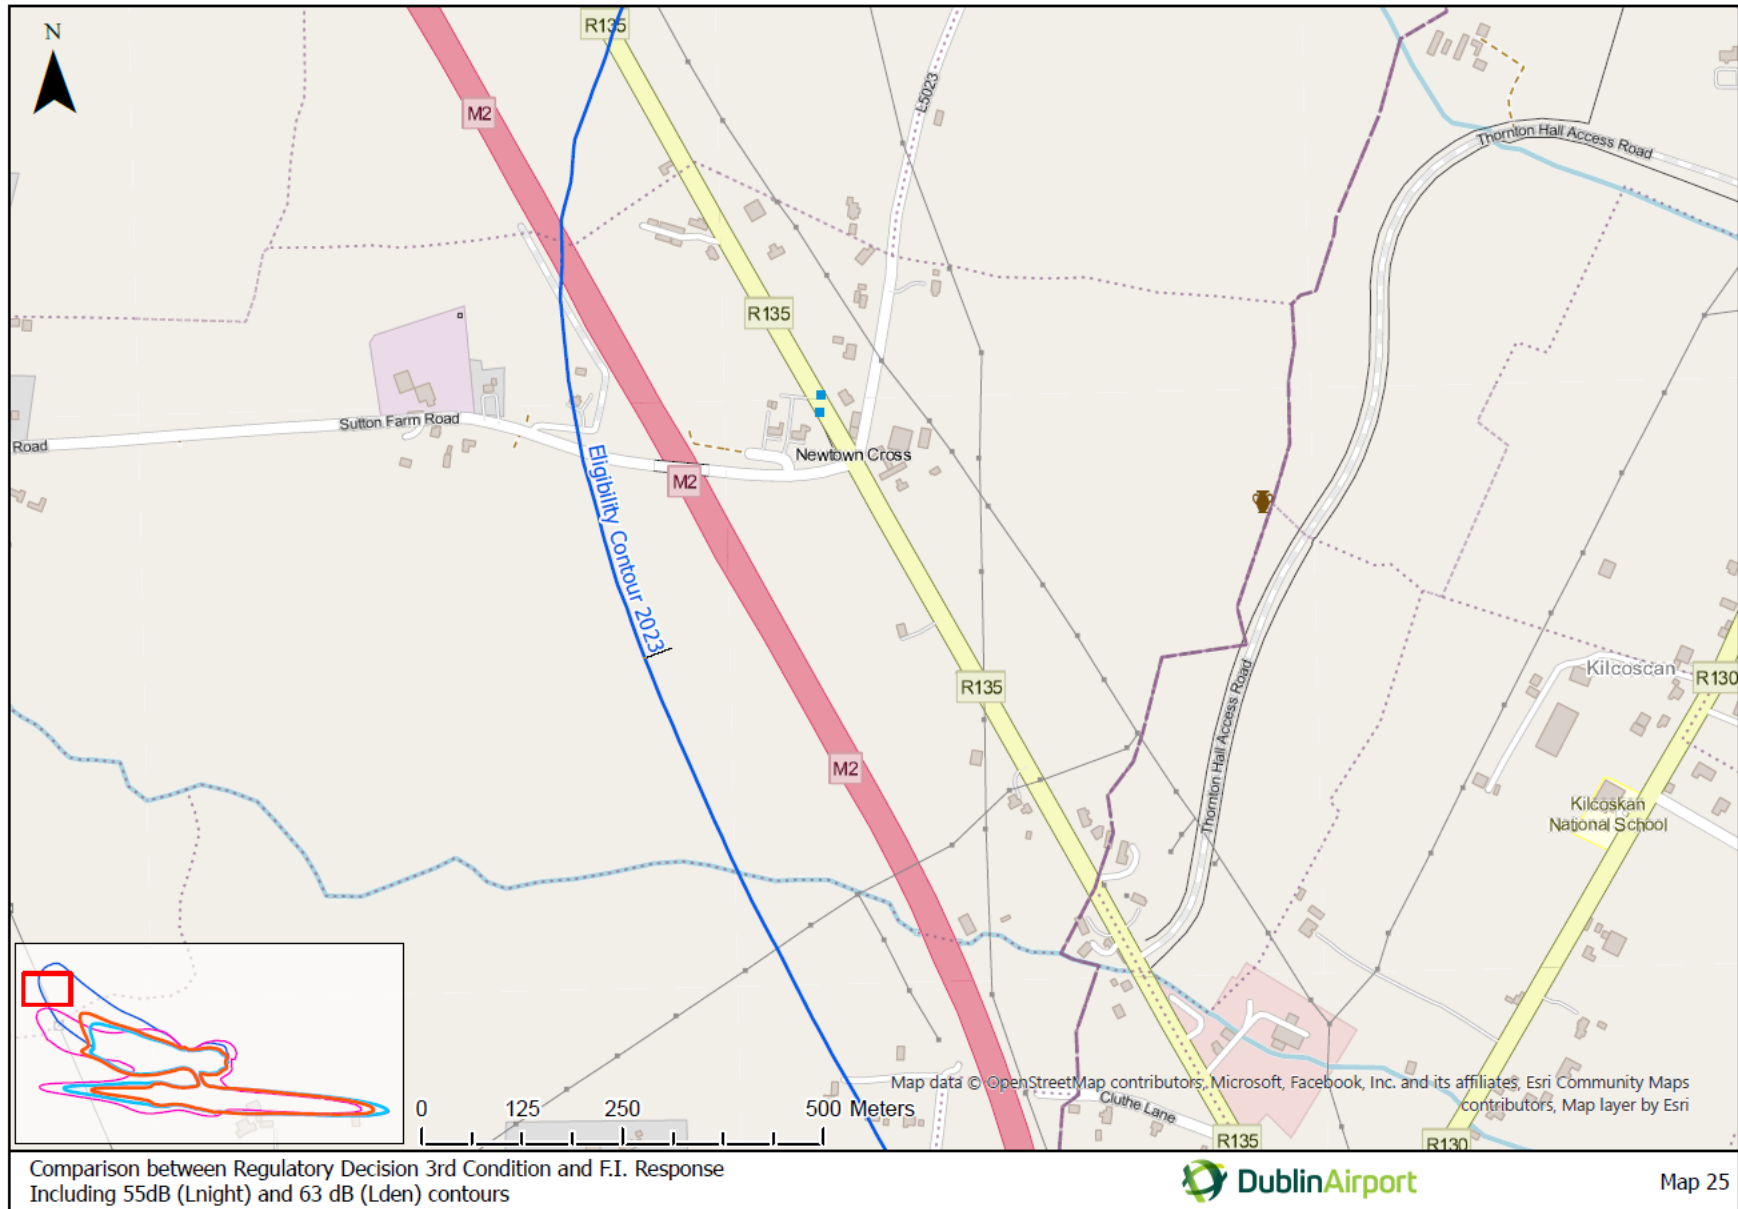 N
R135
M2
L5023
Thornton Hall Access Road
R135
Sutton Farm Road
Road
Newtown Cross
M2
Eligibility Contour 2023
R135
Kilcoscan
R130
Thornton Hall Access Road
M2
Kilcoskan
National School
Map data © OpenStreetMap contributors, Microsoft, Facebook, Inc. and its affiliates, Esri Community Maps
contributors, Map layer by Esri
0 125 250 500 Meters
Cluthe Lane
R135
R130
Comparison between Regulatory Decision 3rd Condition and F.I. Response
Including 55dB (Lnight) and 63 dB (Lden) contours
DublinAirport
Map 25